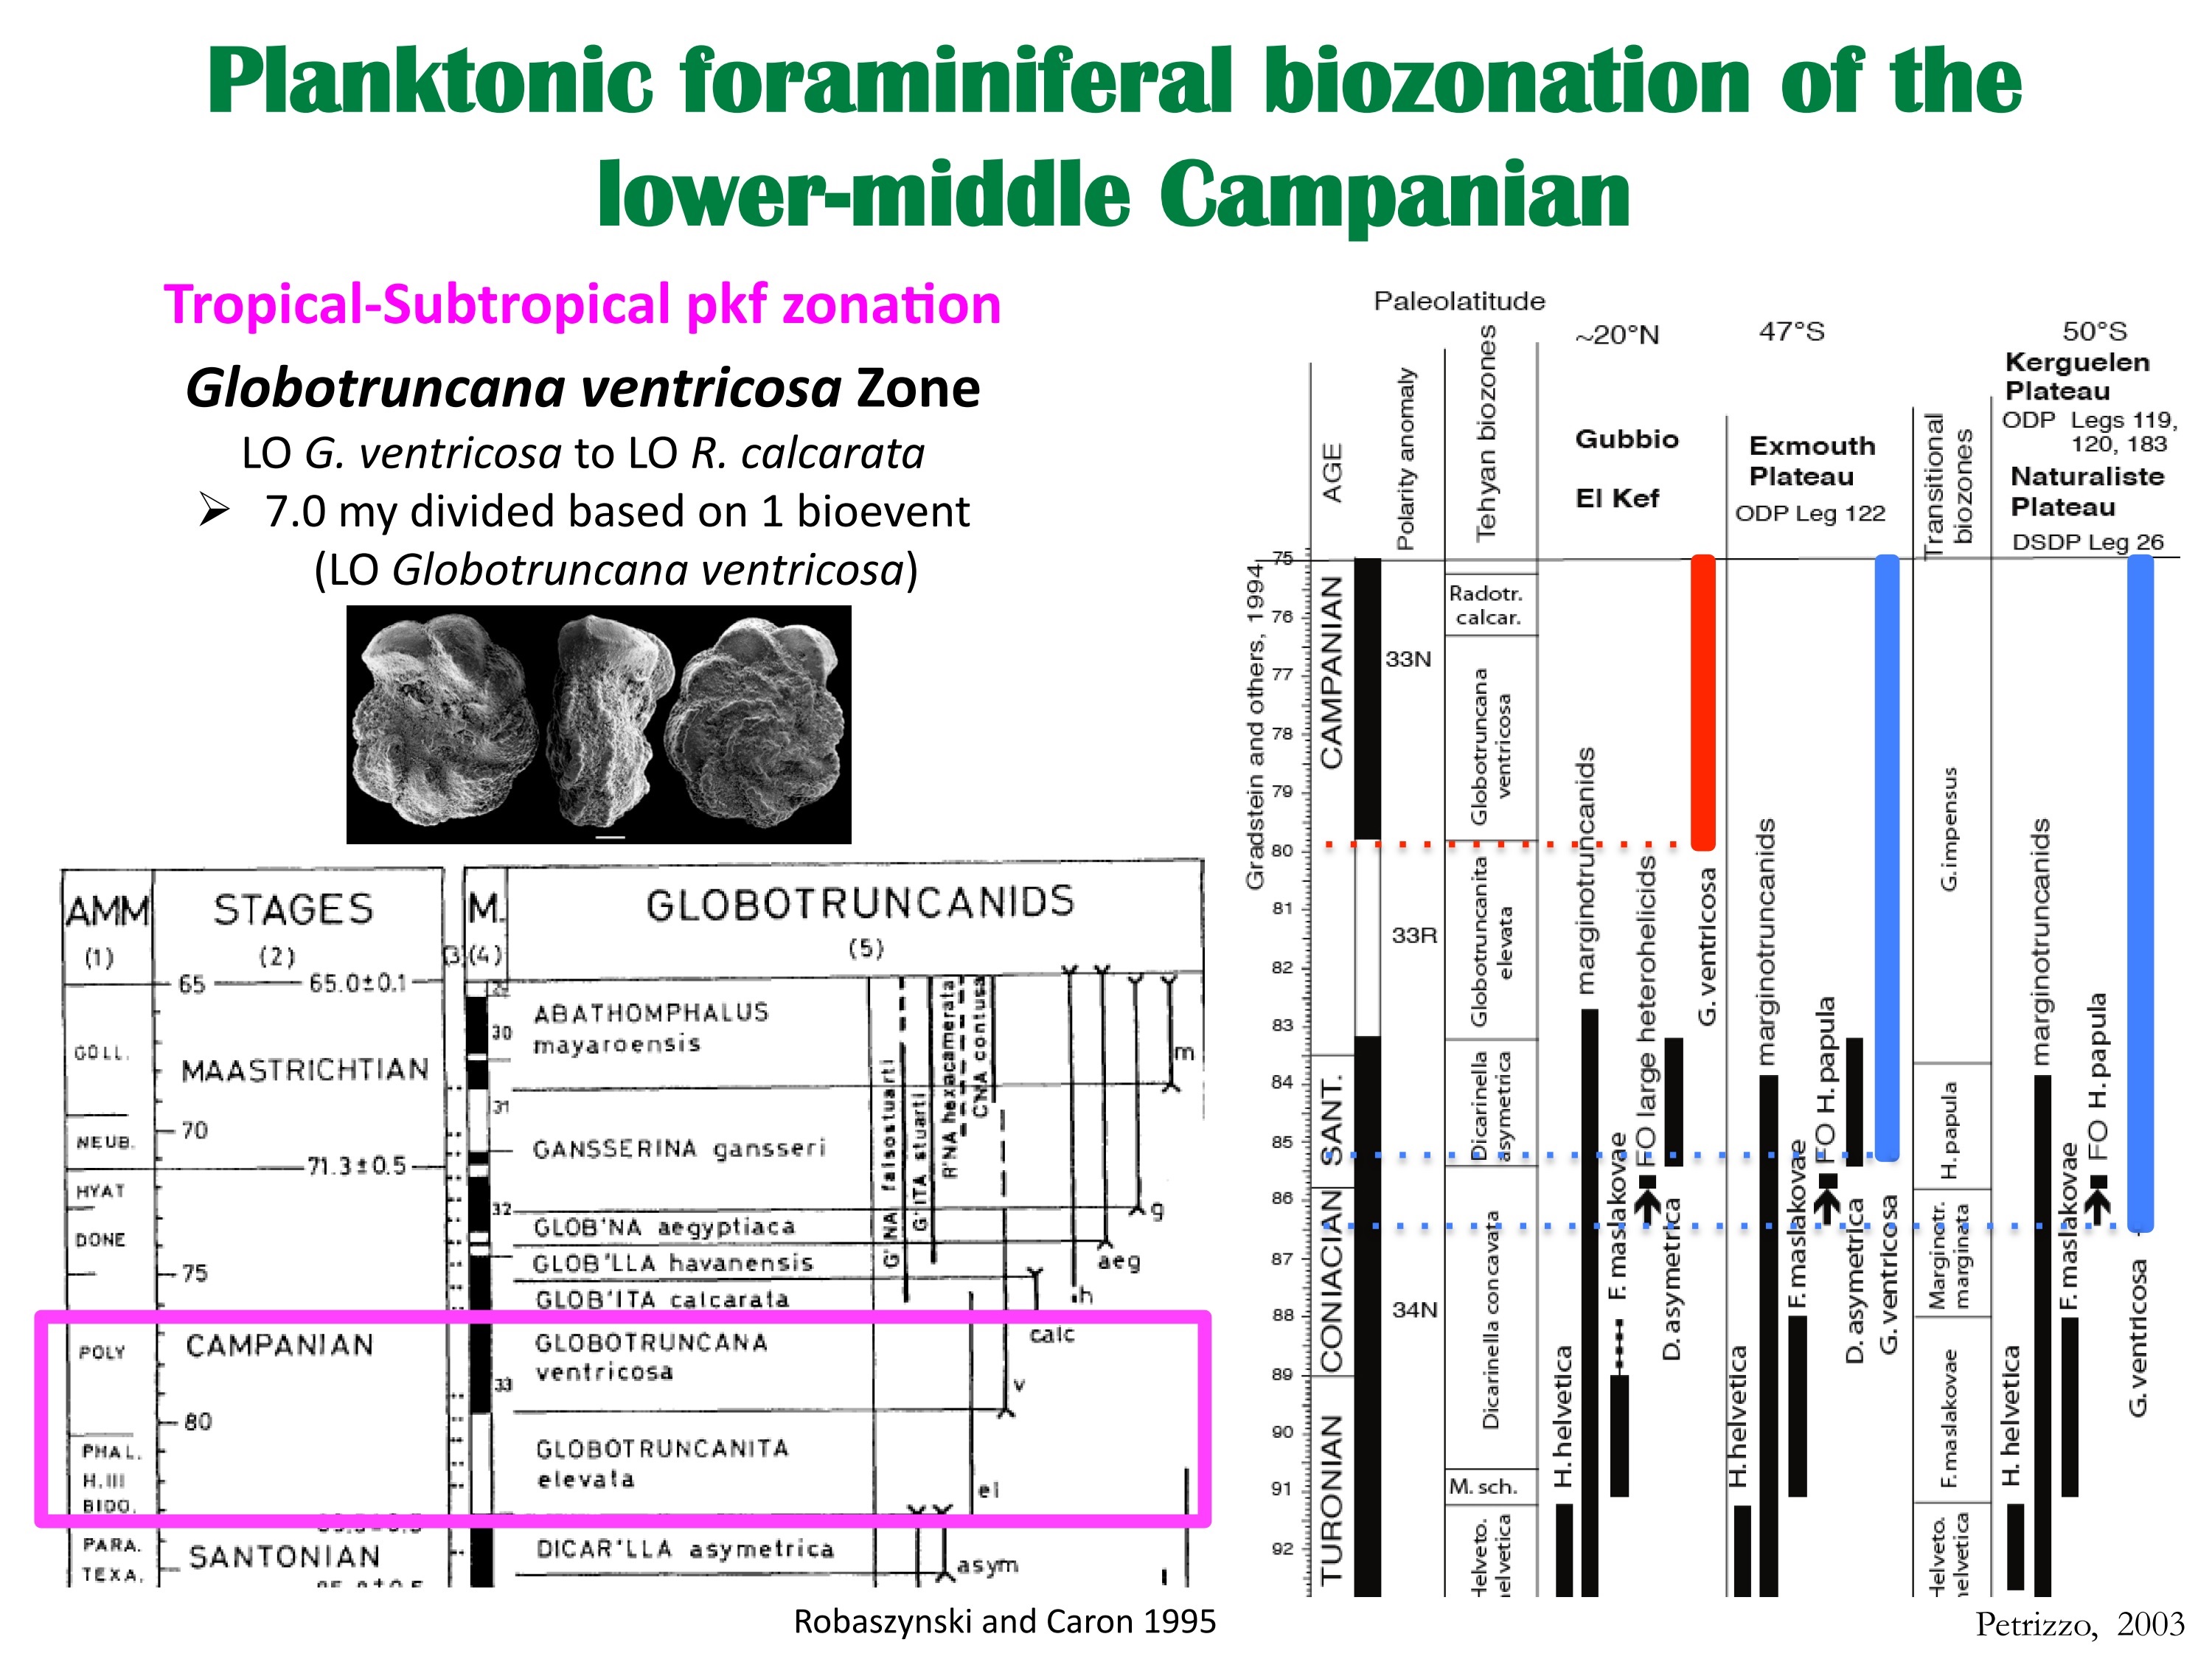 Planktonic foraminiferal biozonation of the
lower-middle Campanian
Tropical-Subtropical pkf zonation
Globotruncana ventricosa Zone
LO G. ventricosa to LO R. calcarata
➢ 7.0 my divided based on 1 bioevent
(LO Globotruncana ventricosa)
AMM
(1)
STAGES
(2)
(3)
M.
(4)
GLOBOTRUNCANIDS
(5)
65
65.0±0.1
GOLL.
MAASTRICHTIAN
NEUB.
70
71.3±0.5
HYAT
DONE
75
POLY
CAMPANIAN
80
PHAL.
H.III
BIDO.
PARA.
TEXA.
SANTONIAN
30
31
32
33
ABATHOMPHALUS
mayaroensis
GANSSERINA gansseri
GLOB'NA aegyptiaca
GLOB'LLA havanensis
GLOB'ITA calcarata
GLOBOTRUNCANA
ventricosa
GLOBOTRUNCANITA
elevata
DICAR'LLA asymetrica
G'NA falsostuarti
G'ITA stuarti
R'NA hexacamerata
C'NA contusa
m
g
aeg
h
calc
v
el
asym
Robaszynski and Caron 1995
Paleolatitude
~20°N
47°S
50°S
Gradstein and others, 1994
AGE
Polarity anomaly
Tehyan biozones
Gubbio
El Kef
Exmouth
Plateau
ODP Leg 122
Transitional
biozones
Kerguelen
Plateau
ODP Legs 119,
120, 183
Naturaliste
Plateau
DSDP Leg 26
75
76
77
78
79
80
81
82
83
84
85
86
87
88
89
90
91
92
CAMPANIAN
SANT.
CONIACIAN
TURONIAN
33N
33R
34N
Radotr.
calcar.
Globotruncana
ventricosa
Globotruncanita
elevata
Dicarinella
asymetrica
Dicarinella concavata
M. sch.
Helveto.
helvetica
H. helvetica
marginotruncanids
F. maslakovae
FO large heterohelicids
D. asymetrica
G. ventricosa
H. helvetica
marginotruncanids
F. maslakovae
FO H. papula
D. asymetrica
G. ventricosa
G. impensus
H. papula
Marginotr.
marginata
F. maslakovae
Helveto.
helvetica
H. helvetica
marginotruncanids
F. maslakovae
FO H. papula
G. ventricosa
Petrizzo, 2003